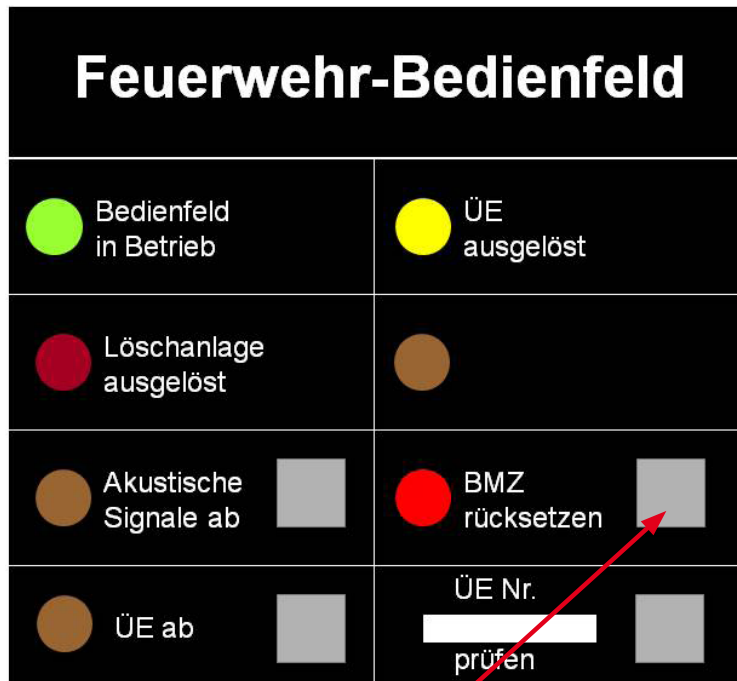 Feuerwehr-Bedienfeld
Bedienfeld
in Betrieb
ÜE
ausgelöst
Löschanlage
ausgelöst
Akustische
Signale ab
BMZ
rücksetzen
ÜE ab
ÜE Nr.
prüfen